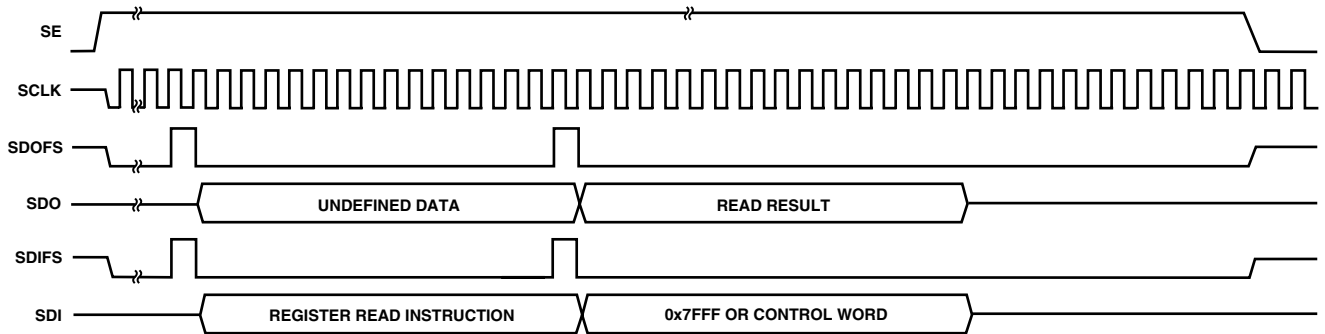 SE
SCLK
SDOFS
SDO UNDEFINED DATA READ RESULT
SDIFS
SDI REGISTER READ INSTRUCTION 0x7FFF OR CONTROL WORD